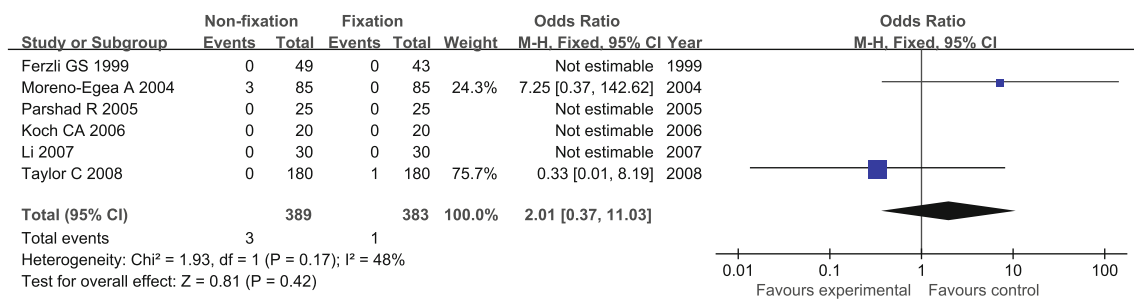 Non-fixation Fixation Odds Ratio Odds Ratio
Study or Subgroup Events Total Events Total Weight M-H, Fixed, 95% CI Year M-H, Fixed, 95% CI
Ferzli GS 1999 0 49 0 43 Not estimable 1999
Moreno-Egea A 2004 3 85 0 85 24.3% 7.25 [0.37, 142.62] 2004
Parshad R 2005 0 25 0 25 Not estimable 2005
Koch CA 2006 0 20 0 20 Not estimable 2006
Li 2007 0 30 0 30 Not estimable 2007
Taylor C 2008 0 180 1 180 75.7% 0.33 [0.01, 8.19] 2008
Total (95% CI) 389 383 100.0% 2.01 [0.37, 11.03]
Total events 3 1
Heterogeneity: Chi² = 1.93, df = 1 (P = 0.17); I² = 48%
Test for overall effect: Z = 0.81 (P = 0.42)
0.01 0.1 1 10 100
Favours experimental Favours control